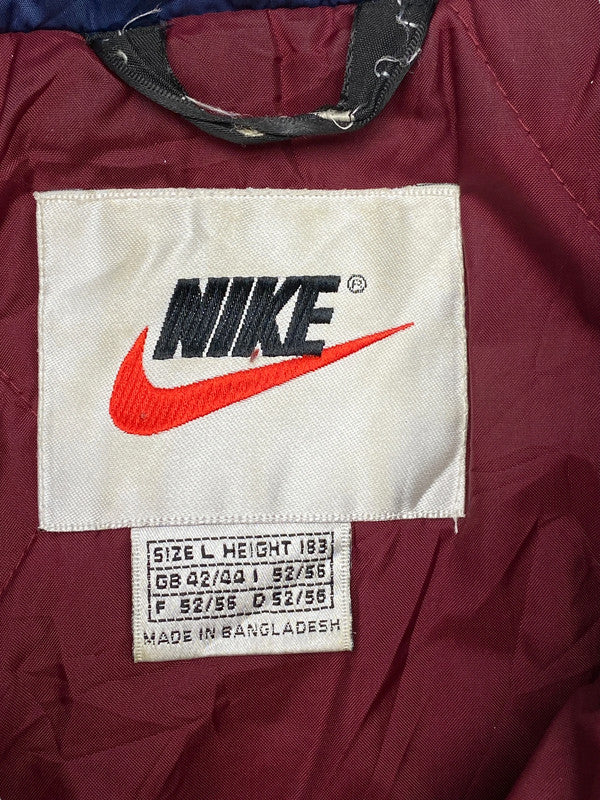 NIKE®
SIZE L HEIGHT 183
GB 42/44 I 52/56
F 52/56 D 52/56
MADE IN BANGLADESH